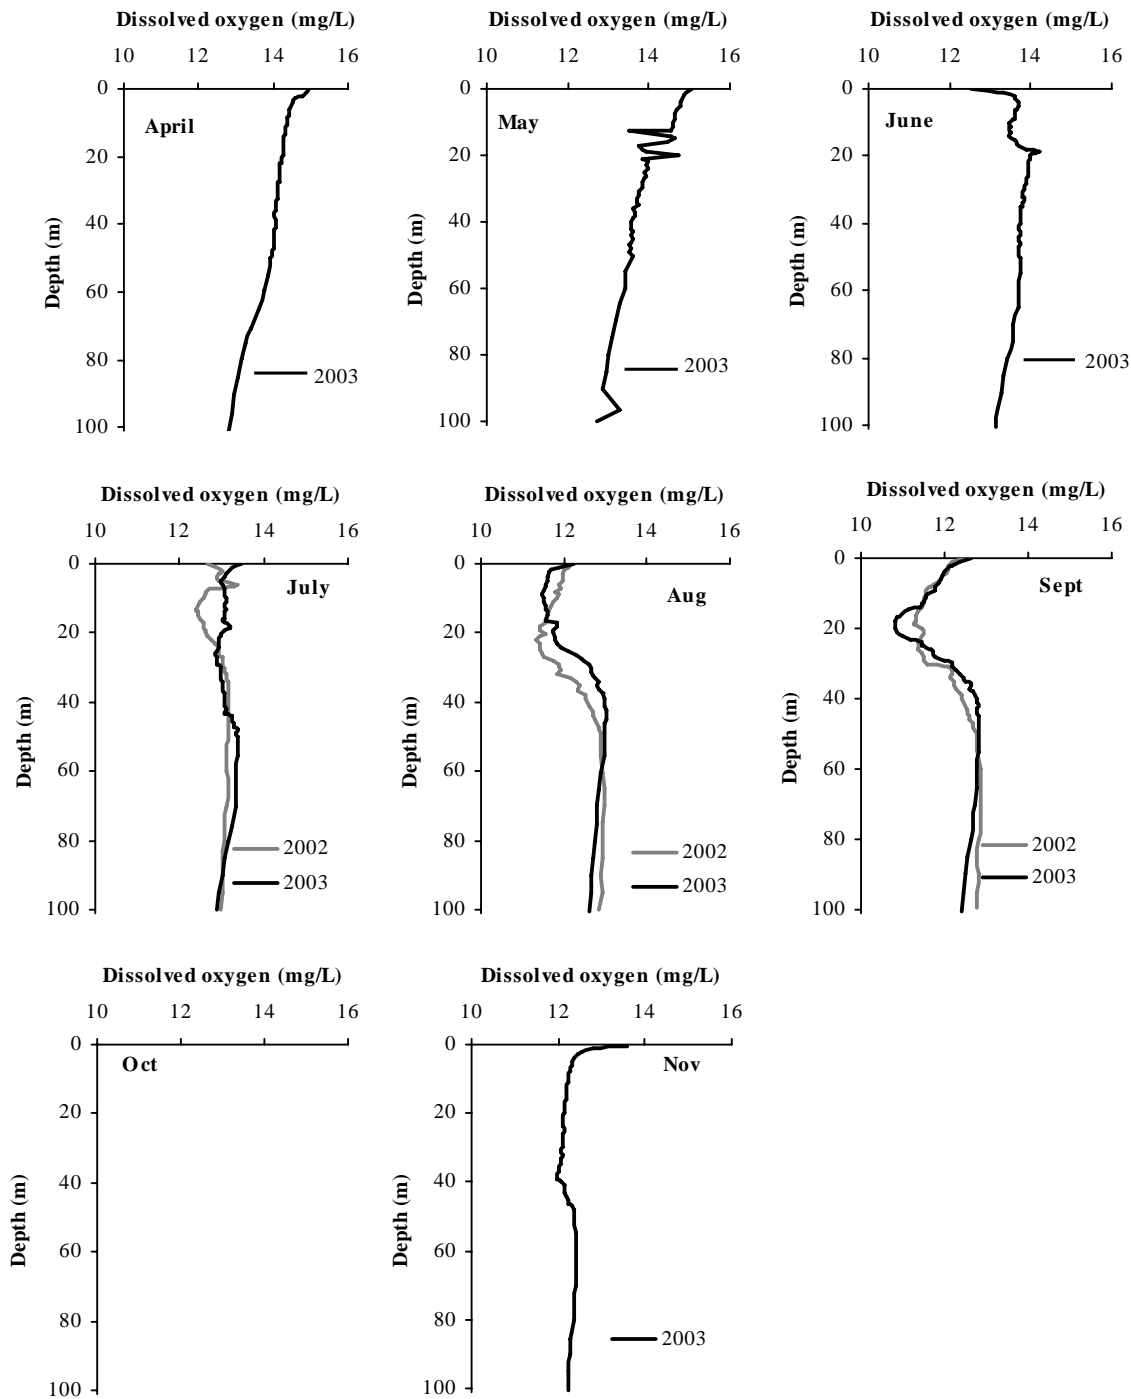 Dissolved oxygen (mg/L) Dissolved oxygen (mg/L) Dissolved oxygen (mg/L)
10 12 14 16 10 12 14 16 10 12 14 16
0 0 0
April May June
20 20 20
40 40 40
Depth (m) Depth (m) Depth (m)
60 60 60
80 80 80
2003 2003 2003
100 100 100
Dissolved oxygen (mg/L) Dissolved oxygen (mg/L) Dissolved oxygen (mg/L)
10 12 14 16 10 12 14 16 10 12 14 16
0 0 0
July Aug Sept
20 20 20
40 40 40
Depth (m) Depth (m) Depth (m)
60 60 60
80 80 80
2002 2002 2002
2003 2003 2003
100 100 100
Dissolved oxygen (mg/L) Dissolved oxygen (mg/L)
10 12 14 16 10 12 14 16
0 0
Oct Nov
20 20
40 40
Depth (m) Depth (m)
60 60
80 80
2003
100 100